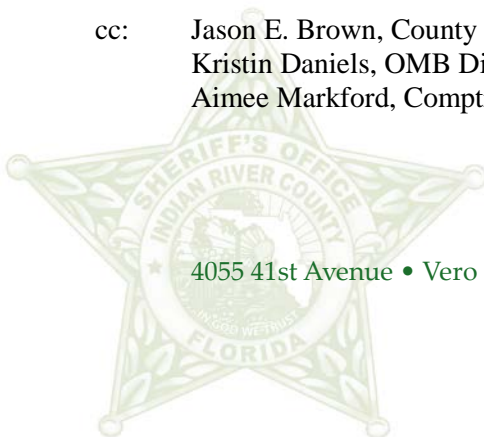 cc: Jason E. Brown, County
Kristin Daniels, OMB Di
Aimee Markford, Compt
SHERIFF'S OFFICE
INDIAN RIVER COUNTY
IN GOD WE TRUST
FLORIDA
4055 41st Avenue • Vero